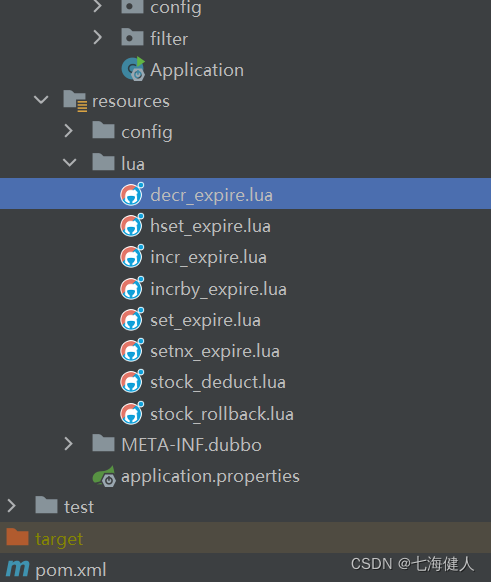 config
filter
Application
resources
config
lua
decr_expire.lua
hset_expire.lua
incr_expire.lua
incrby_expire.lua
set_expire.lua
setnx_expire.lua
stock_deduct.lua
stock_rollback.lua
META-INF.dubbo
application.properties
test
target
pom.xml
CSDN @七海健人